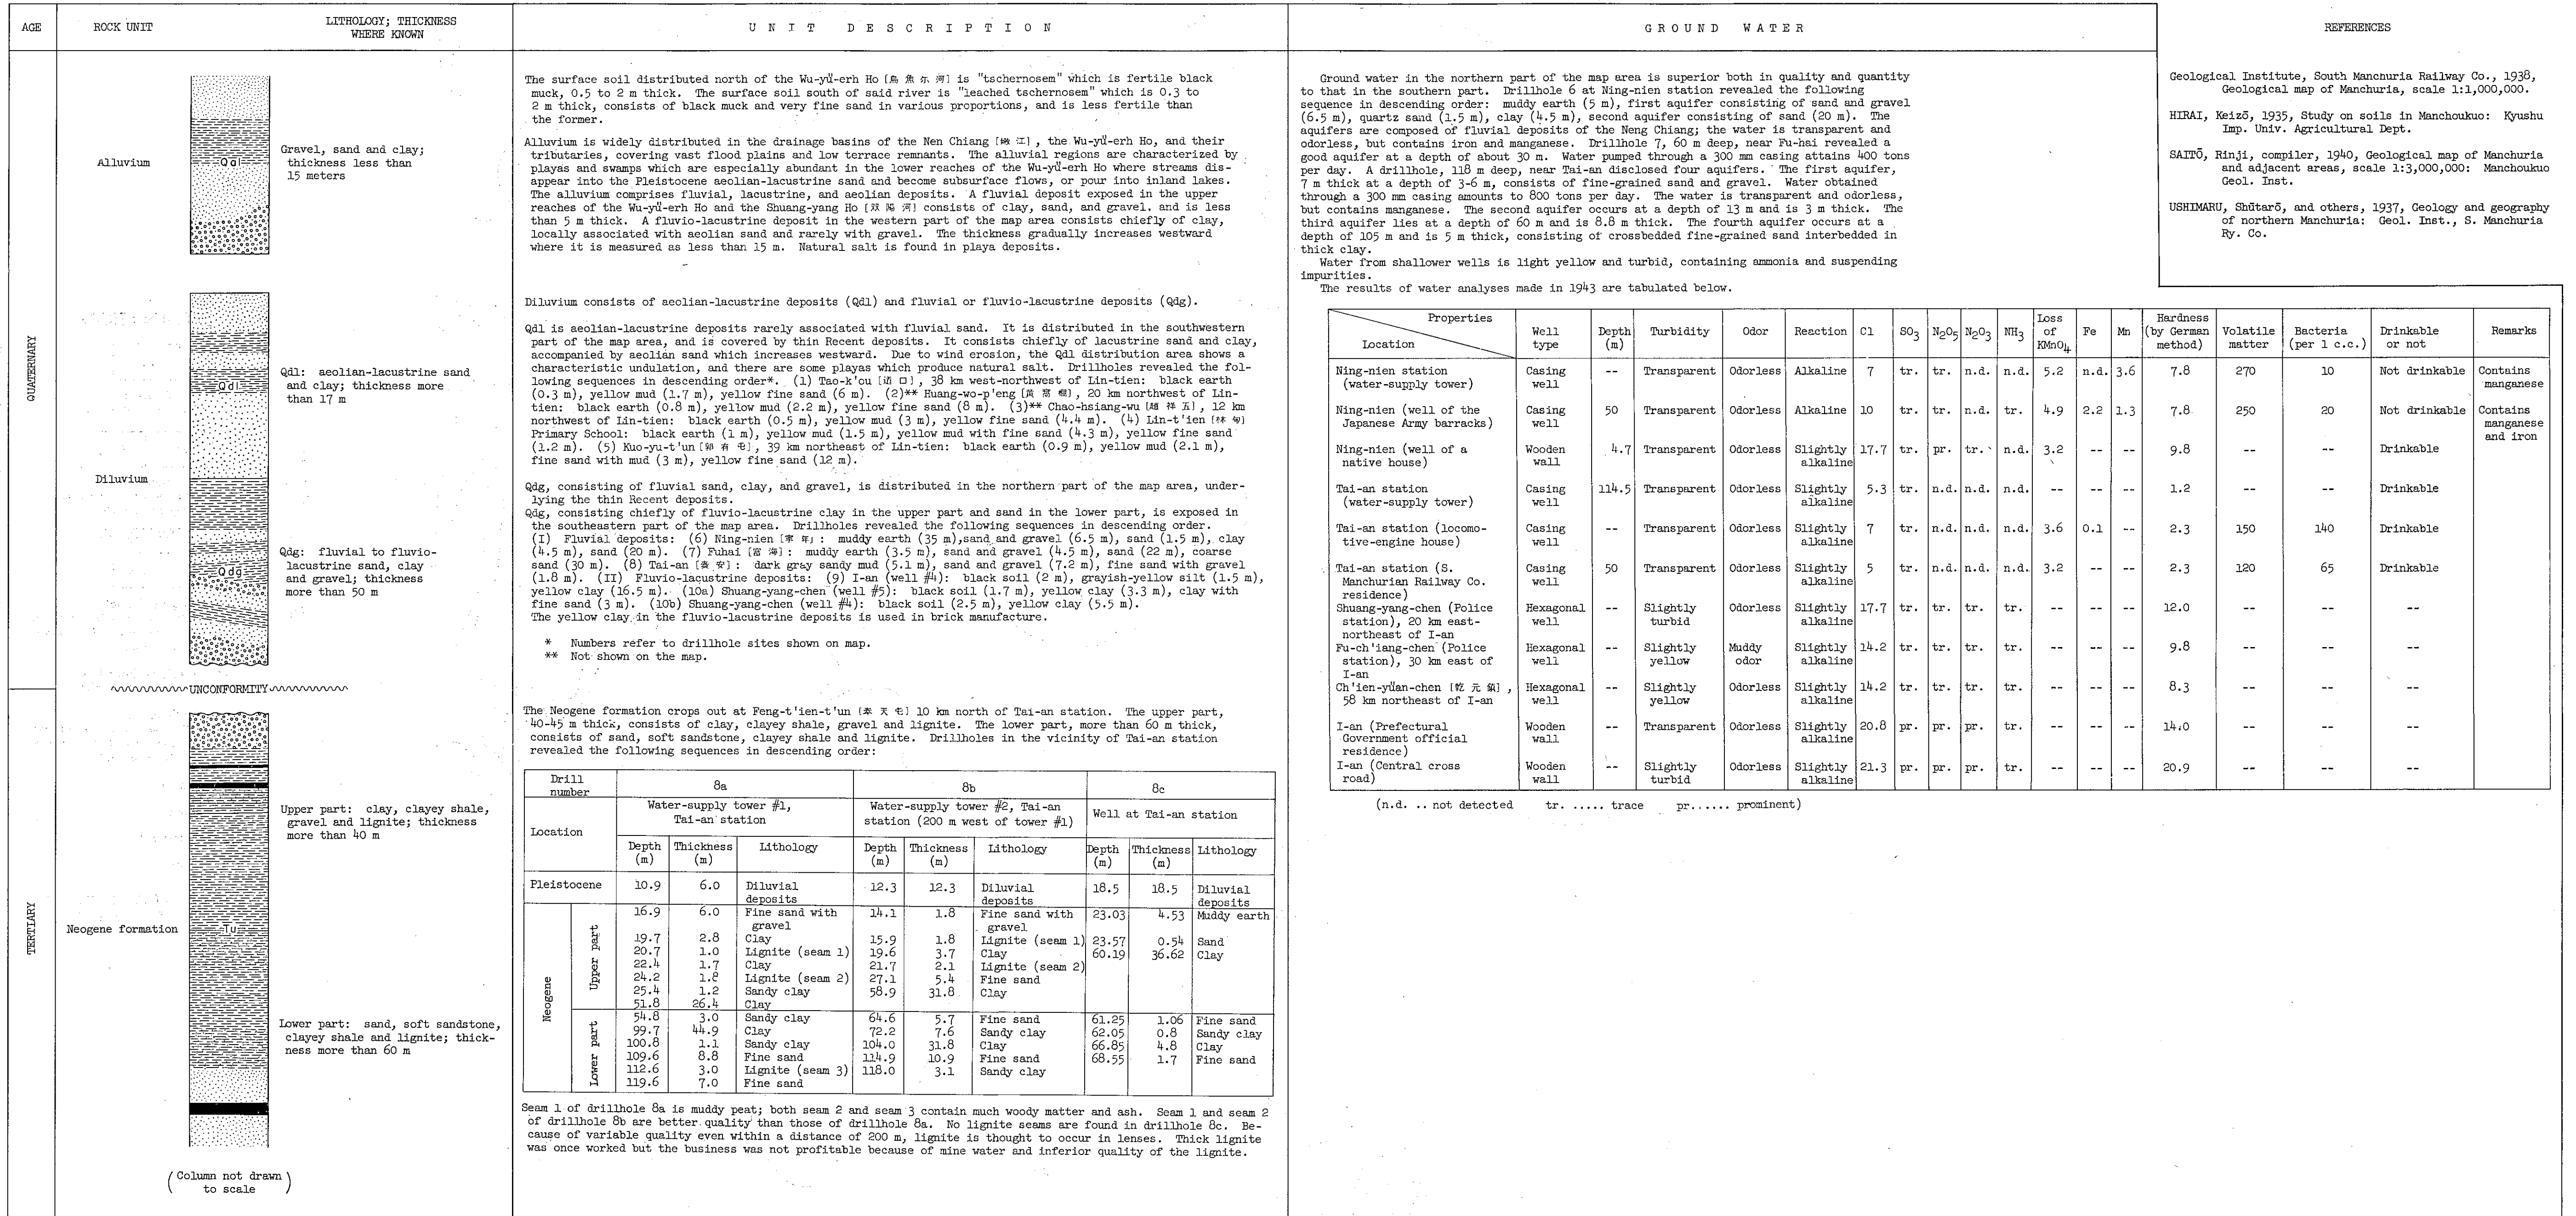 AGE
ROCK UNIT
LITHOLOGY; THICKNESS
WHERE KNOWN
UNIT DESCRIPTION
GROUND WATER
REFERENCES
QUATERNARY
Alluvium
Qal
Gravel, sand and clay;
thickness less than
15 meters
The surface soil distributed north of the Wu-yü-erh Ho [烏 魚 尔 河] is "tschernosem" which is fertile black
muck, 0.5 to 2 m thick. The surface soil south of said river is "leached tschernosem" which is 0.3 to
2 m thick, consists of black muck and very fine sand in various proportions, and is less fertile than
the former.
Alluvium is widely distributed in the drainage basins of the Nen Chiang [嫩 江], the Wu-yü-erh Ho, and their
tributaries, covering vast flood plains and low terrace remnants. The alluvial regions are characterized by
playas and swamps which are especially abundant in the lower reaches of the Wu-yü-erh Ho where streams dis-
appear into the Pleistocene aeolian-lacustrine sand and become subsurface flows, or pour into inland lakes.
The alluvium comprises fluvial, lacustrine, and aeolian deposits. A fluvial deposit exposed in the upper
reaches of the Wu-yü-erh Ho and the Shuang-yang Ho [双 陽 河] consists of clay, sand, and gravel. and is less
than 5 m thick. A fluvio-lacustrine deposit in the western part of the map area consists chiefly of clay,
locally associated with aeolian sand and rarely with gravel. The thickness gradually increases westward
where it is measured as less than 15 m. Natural salt is found in playa deposits.
Diluvium
Qdl
Qdl: aeolian-lacustrine sand
and clay; thickness more
than 17 m
Qdg
Qdg: fluvial to fluvio-
lacustrine sand, clay
and gravel; thickness
more than 50 m
Diluvium consists of aeolian-lacustrine deposits (Qdl) and fluvial or fluvio-lacustrine deposits (Qdg).
Qdl is aeolian-lacustrine deposits rarely associated with fluvial sand. It is distributed in the southwestern
part of the map area, and is covered by thin Recent deposits. It consists chiefly of lacustrine sand and clay,
accompanied by aeolian sand which increases westward. Due to wind erosion, the Qdl distribution area shows a
characteristic undulation, and there are some playas which produce natural salt. Drillholes revealed the fol-
lowing sequences in descending order*. (1) Tao-k'ou [道 口], 38 km west-northwest of Lin-tien: black earth
(0.3 m), yellow mud (1.7 m), yellow fine sand (6 m). (2)** Huang-wo-p'eng [黄 窩 棚], 20 km northwest of Lin-
tien: black earth (0.8 m), yellow mud (2.2 m), yellow fine sand (8 m). (3)** Chao-hsiang-wu [趙 祥 五], 12 km
northwest of Lin-tien: black earth (0.5 m), yellow mud (3 m), yellow fine sand (4.4 m). (4) Lin-t'ien [林 甸]
Primary School: black earth (1 m), yellow mud (1.5 m), yellow mud with fine sand (4.3 m), yellow fine sand
(1.2 m). (5) Kuo-yu-t'un [郭 有 屯], 39 km northeast of Lin-tien: black earth (0.9 m), yellow mud (2.1 m),
fine sand with mud (3 m), yellow fine sand (12 m).
Qdg, consisting of fluvial sand, clay, and gravel, is distributed in the northern part of the map area, under-
lying the thin Recent deposits.
Qdg, consisting chiefly of fluvio-lacustrine clay in the upper part and sand in the lower part, is exposed in
the southeastern part of the map area. Drillholes revealed the following sequences in descending order.
(I) Fluvial deposits: (6) Ning-nien [寧 年]: muddy earth (35 m),sand and gravel (6.5 m), sand (1.5 m), clay
(4.5 m), sand (20 m). (7) Fuhai [富 海]: muddy earth (3.5 m), sand and gravel (4.5 m), sand (22 m), coarse
sand (30 m). (8) Tai-an [泰 安]: dark gray sandy mud (5.1 m), sand and gravel (7.2 m), fine sand with gravel
(1.8 m). (II) Fluvio-lacustrine deposits: (9) I-an (well #4): black soil (2 m), grayish-yellow silt (1.5 m),
yellow clay (16.5 m). (10a) Shuang-yang-chen (well #5): black soil (1.7 m), yellow clay (3.3 m), clay with
fine sand (3 m). (10b) Shuang-yang-chen (well #4): black soil (2.5 m), yellow clay (5.5 m).
The yellow clay in the fluvio-lacustrine deposits is used in brick manufacture.
* Numbers refer to drillhole sites shown on map.
** Not shown on the map.
UNCONFORMITY
TERTIARY
Neogene formation
Tu
Upper part: clay, clayey shale,
gravel and lignite; thickness
more than 40 m
Lower part: sand, soft sandstone,
clayey shale and lignite; thick-
ness more than 60 m
(Column not drawn
to scale)
The Neogene formation crops out at Feng-t'ien-t'un [奉 天 屯] 10 km north of Tai-an station. The upper part,
40-45 m thick, consists of clay, clayey shale, gravel and lignite. The lower part, more than 60 m thick,
consists of sand, soft sandstone, clayey shale and lignite. Drillholes in the vicinity of Tai-an station
revealed the following sequences in descending order:
Drill number 8a 8b 8c
Location
Water-supply tower #1,
Tai-an station
Water-supply tower #2, Tai-an
station (200 m west of tower #1)
Well at Tai-an station
Depth (m) Thickness (m) Lithology Depth (m) Thickness (m) Lithology Depth (m) Thickness (m) Lithology
Pleistocene 10.9 6.0 Diluvial deposits 12.3 12.3 Diluvial deposits 18.5 18.5 Diluvial deposits
Neogene
Upper part
16.9 6.0 Fine sand with gravel 14.1 1.8 Fine sand with gravel 23.03 4.53 Muddy earth
19.7 2.8 Clay 15.9 1.8 Lignite (seam 1) 23.57 0.54 Sand
20.7 1.0 Lignite (seam 1) 19.6 3.7 Clay 60.19 36.62 Clay
22.4 1.7 Clay 21.7 2.1 Lignite (seam 2)
24.2 1.8 Lignite (seam 2) 27.1 5.4 Fine sand
25.4 1.2 Sandy clay 58.9 31.8 Clay
51.8 26.4 Clay
Lower part
54.8 3.0 Sandy clay 64.6 5.7 Fine sand 61.25 1.06 Fine sand
99.7 44.9 Clay 72.2 7.6 Sandy clay 62.05 0.8 Sandy clay
100.8 1.1 Sandy clay 104.0 31.8 Clay 66.85 4.8 Clay
109.6 8.8 Fine sand 114.9 10.9 Fine sand 68.55 1.7 Fine sand
112.6 3.0 Lignite (seam 3) 118.0 3.1 Sandy clay
119.6 7.0 Fine sand
Seam 1 of drillhole 8a is muddy peat; both seam 2 and seam 3 contain much woody matter and ash. Seam 1 and seam 2
of drillhole 8b are better quality than those of drillhole 8a. No lignite seams are found in drillhole 8c. Be-
cause of variable quality even within a distance of 200 m, lignite is thought to occur in lenses. Thick lignite
was once worked but the business was not profitable because of mine water and inferior quality of the lignite.
Ground water in the northern part of the map area is superior both in quality and quantity
to that in the southern part. Drillhole 6 at Ning-nien station revealed the following
sequence in descending order: muddy earth (5 m), first aquifer consisting of sand and gravel
(6.5 m), quartz sand (1.5 m), clay (4.5 m), second aquifer consisting of sand (20 m). The
aquifers are composed of fluvial deposits of the Neng Chiang; the water is transparent and
odorless, but contains iron and manganese. Drillhole 7, 60 m deep, near Fu-hai revealed a
good aquifer at a depth of about 30 m. Water pumped through a 300 mm casing attains 400 tons
per day. A drillhole, 118 m deep, near Tai-an disclosed four aquifers. The first aquifer,
7 m thick at a depth of 3-6 m, consists of fine-grained sand and gravel. Water obtained
through a 300 mm casing amounts to 800 tons per day. The water is transparent and odorless,
but contains manganese. The second aquifer occurs at a depth of 13 m and is 3 m thick. The
third aquifer lies at a depth of 60 m and is 8.8 m thick. The fourth aquifer occurs at a
depth of 105 m and is 5 m thick, consisting of crossbedded fine-grained sand interbedded in
thick clay.
Water from shallower wells is light yellow and turbid, containing ammonia and suspending
impurities.
The results of water analyses made in 1943 are tabulated below.
Properties Location Well type Depth (m) Turbidity Odor Reaction Cl SO3 N2O5 N2O3 NH3 Loss of KMnO4 Fe Mn Hardness (by German method) Volatile matter Bacteria (per 1 c.c.) Drinkable or not Remarks
Ning-nien station (water-supply tower) Casing well -- Transparent Odorless Alkaline 7 tr. tr. n.d. n.d. 5.2 n.d. 3.6 7.8 270 10 Not drinkable Contains manganese
Ning-nien (well of the Japanese Army barracks) Casing well 50 Transparent Odorless Alkaline 10 tr. tr. n.d. tr. 4.9 2.2 1.3 7.8 250 20 Not drinkable Contains manganese and iron
Ning-nien (well of a native house) Wooden wall 4.7 Transparent Odorless Slightly alkaline 17.7 tr. pr. tr. n.d. 3.2 -- -- 9.8 -- -- Drinkable
Tai-an station (water-supply tower) Casing well 114.5 Transparent Odorless Slightly alkaline 5.3 tr. n.d. n.d. n.d. -- -- -- 1.2 -- -- Drinkable
Tai-an station (locomo-tive-engine house) Casing well -- Transparent Odorless Slightly alkaline 7 tr. n.d. n.d. n.d. 3.6 0.1 -- 2.3 150 140 Drinkable
Tai-an station (S. Manchurian Railway Co. residence) Casing well 50 Transparent Odorless Slightly alkaline 5 tr. n.d. n.d. n.d. 3.2 -- -- 2.3 120 65 Drinkable
Shuang-yang-chen (Police station), 20 km east-northeast of I-an Hexagonal well -- Slightly turbid Odorless Slightly alkaline 17.7 tr. tr. tr. tr. -- -- -- 12.0 -- -- --
Fu-ch'iang-chen (Police station), 30 km east of I-an Hexagonal well -- Slightly yellow Muddy odor Slightly alkaline 14.2 tr. tr. tr. tr. -- -- -- 9.8 -- -- --
Ch'ien-yüan-chen [乾 元 鎮], 58 km northeast of I-an Hexagonal well -- Slightly yellow Odorless Slightly alkaline 14.2 tr. tr. tr. tr. -- -- -- 8.3 -- -- --
I-an (Prefectural Government official residence) Wooden wall -- Transparent Odorless Slightly alkaline 20.8 pr. pr. pr. tr. -- -- -- 14.0 -- -- --
I-an (Central cross road) Wooden wall -- Slightly turbid Odorless Slightly alkaline 21.3 pr. pr. pr. tr. -- -- -- 20.9 -- -- --
(n.d. .. not detected tr. ..... trace pr...... prominent)
Geological Institute, South Manchuria Railway Co., 1938,
Geological map of Manchuria, scale 1:1,000,000.
HIRAI, Keizō, 1935, Study on soils in Manchoukuo: Kyushu
Imp. Univ. Agricultural Dept.
SAITŌ, Rinji, compiler, 1940, Geological map of Manchuria
and adjacent areas, scale 1:3,000,000: Manchoukuo
Geol. Inst.
USHIMARU, Shūtarō, and others, 1937, Geology and geography
of northern Manchuria: Geol. Inst., S. Manchuria
Ry. Co.